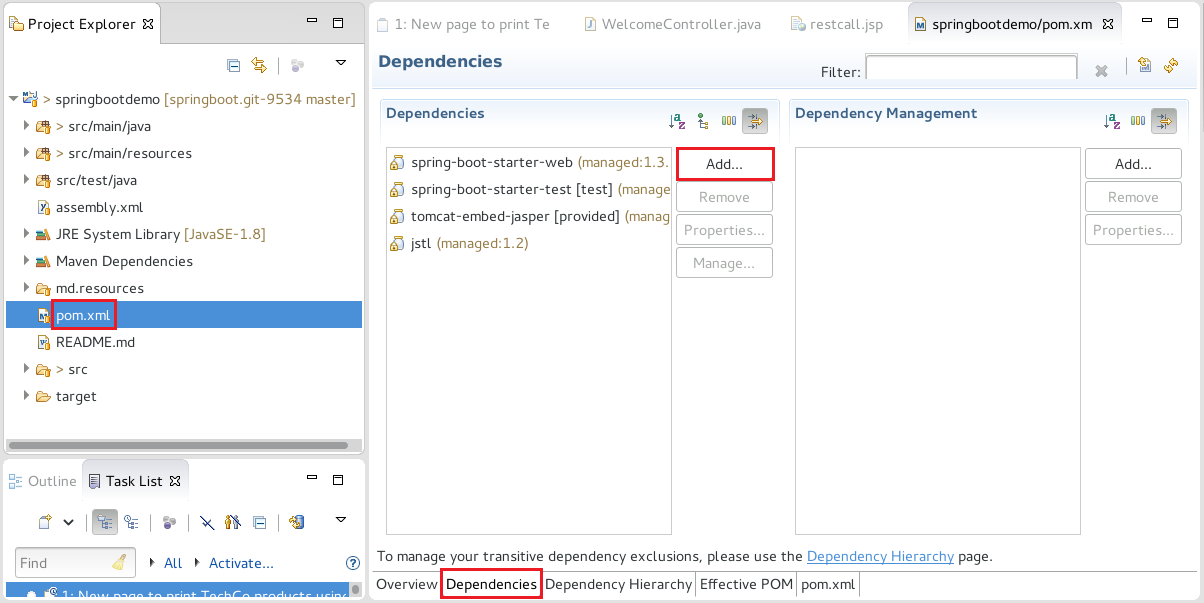 Project Explorer
> springbootdemo [springboot.git-9534 master]
> src/main/java
> src/main/resources
src/test/java
assembly.xml
JRE System Library [JavaSE-1.8]
Maven Dependencies
md.resources
pom.xml
README.md
> src
target
Outline
Task List
Find
All
Activate...
1: New page to print TechCo products using
1: New page to print Te
WelcomeController.java
restcall.jsp
springbootdemo/pom.xm
Dependencies
Filter:
Dependencies
spring-boot-starter-web (managed:1.3.
spring-boot-starter-test [test] (manage
tomcat-embed-jasper [provided] (manag
jstl (managed:1.2)
Add...
Remove
Properties...
Manage...
Dependency Management
Add...
Remove
Properties...
To manage your transitive dependency exclusions, please use the Dependency Hierarchy page.
Overview Dependencies Dependency Hierarchy Effective POM pom.xml